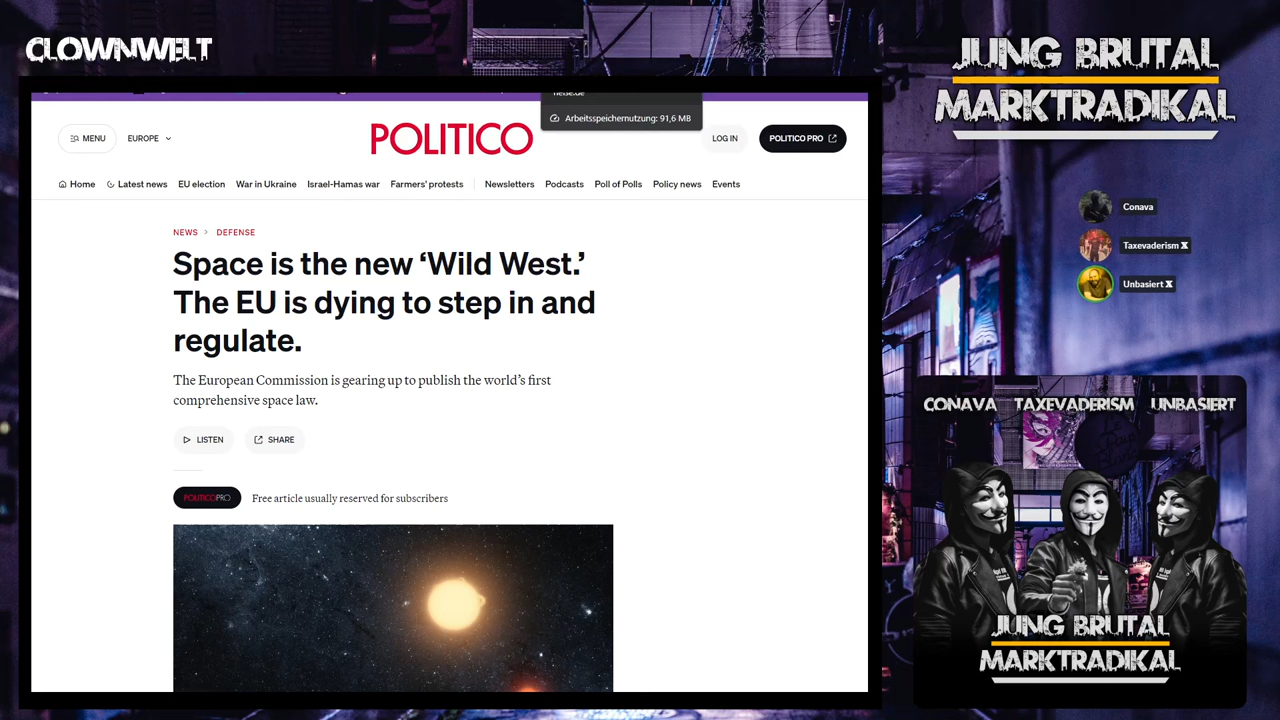 CLOWNWELT
JUNG BRUTAL
MARKTRADIKAL
heise.de
Arbeitsspeichernutzung: 91,6 MB
MENU
EUROPE
POLITICO
LOG IN
POLITICO PRO
Home
Latest news
EU election
War in Ukraine
Israel-Hamas war
Farmers' protests
Newsletters
Podcasts
Poll of Polls
Policy news
Events
NEWS > DEFENSE
Space is the new ‘Wild West.’
The EU is dying to step in and
regulate.
The European Commission is gearing up to publish the world’s first
comprehensive space law.
LISTEN
SHARE
POLITICOPRO
Free article usually reserved for subscribers
Conava
Taxevaderism X
Unbasiert X
CONAVA TAXEVADERISM UNBASIERT
JUNG BRUTAL
MARKTRADIKAL